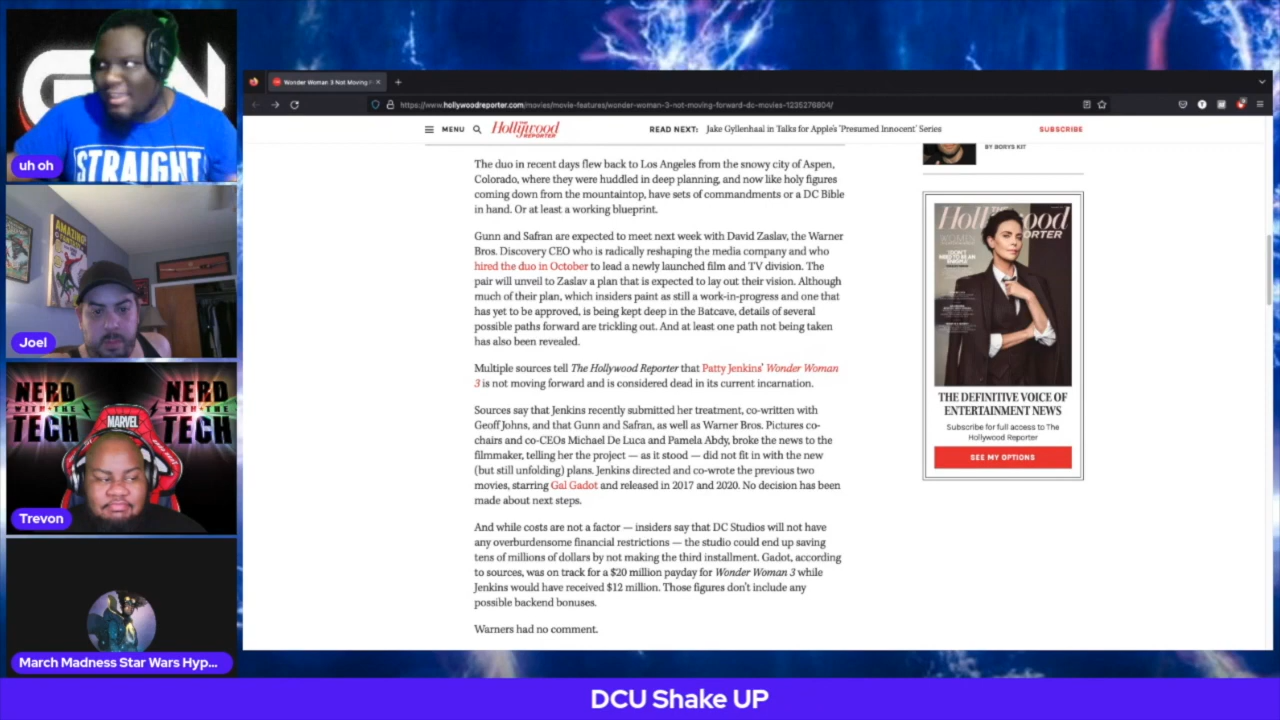 GN
STRAIGHT
uh oh
AMAZING
Joel
NERD
WITH THE
TECH
NERD
WITH THE
TECH
MARVEL
Trevon
March Madness Star Wars Hyp...
Wonder Woman 3 Not Moving F
https://www.hollywoodreporter.com/movies/movie-features/wonder-woman-3-not-moving-forward-dc-movies-1235276804/
MENU
Hollywood
REPORTER
READ NEXT: Jake Gyllenhaal in Talks for Apple's 'Presumed Innocent' Series
SUBSCRIBE
The duo in recent days flew back to Los Angeles from the snowy city of Aspen,
Colorado, where they were huddled in deep planning, and now like holy figures
coming down from the mountaintop, have sets of commandments or a DC Bible
in hand. Or at least a working blueprint.
Gunn and Safran are expected to meet next week with David Zaslav, the Warner
Bros. Discovery CEO who is radically reshaping the media company and who
hired the duo in October to lead a newly launched film and TV division. The
pair will unveil to Zaslav a plan that is expected to lay out their vision. Although
much of their plan, which insiders paint as still a work-in-progress and one that
has yet to be approved, is being kept deep in the Batcave, details of several
possible paths forward are trickling out. And at least one path not being taken
has also been revealed.
Multiple sources tell The Hollywood Reporter that Patty Jenkins' Wonder Woman
3 is not moving forward and is considered dead in its current incarnation.
Sources say that Jenkins recently submitted her treatment, co-written with
Geoff Johns, and that Gunn and Safran, as well as Warner Bros. Pictures co-
chairs and co-CEOs Michael De Luca and Pamela Abdy, broke the news to the
filmmaker, telling her the project — as it stood — did not fit in with the new
(but still unfolding) plans. Jenkins directed and co-wrote the previous two
movies, starring Gal Gadot and released in 2017 and 2020. No decision has been
made about next steps.
And while costs are not a factor — insiders say that DC Studios will not have
any overburdensome financial restrictions — the studio could end up saving
tens of millions of dollars by not making the third installment. Gadot, according
to sources, was on track for a $20 million payday for Wonder Woman 3 while
Jenkins would have received $12 million. Those figures don't include any
possible backend bonuses.
Warners had no comment.
BY BORYS KIT
Hollywood
REPORTER
THE DEFINITIVE VOICE OF
ENTERTAINMENT NEWS
Subscribe for full access to The
Hollywood Reporter
SEE MY OPTIONS
DCU Shake UP